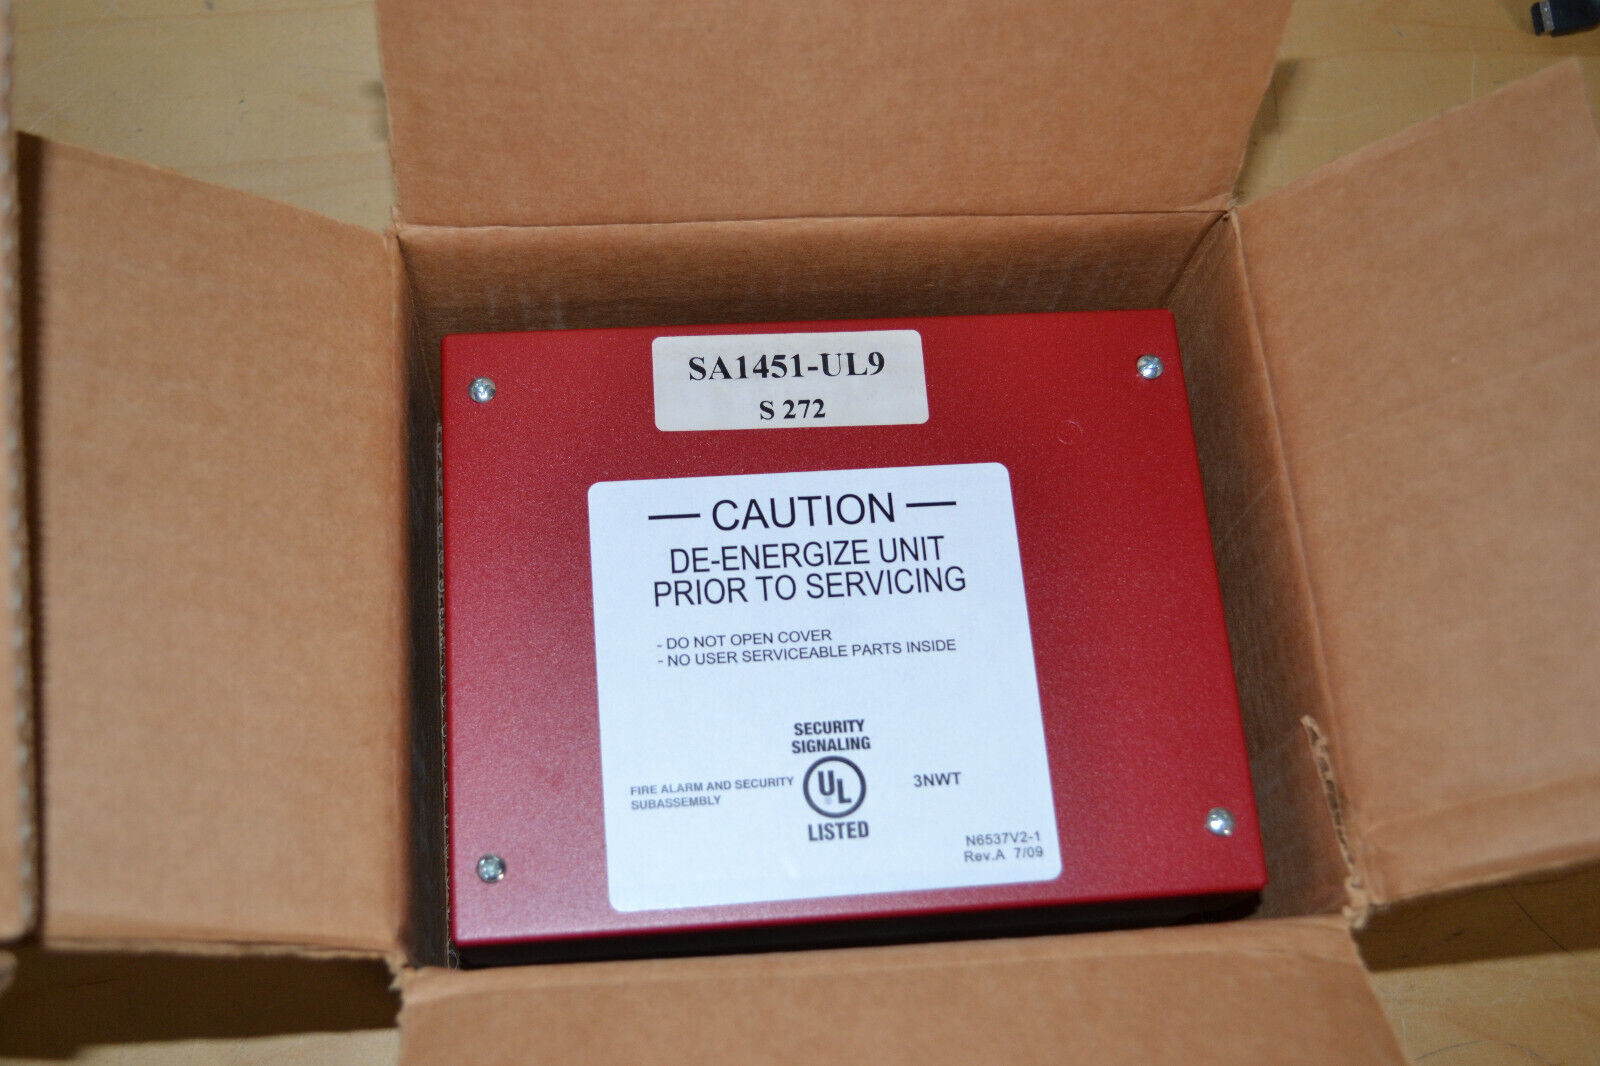 SA1451-UL9
S 272
— CAUTION —
DE-ENERGIZE UNIT
PRIOR TO SERVICING
- DO NOT OPEN COVER
- NO USER SERVICEABLE PARTS INSIDE
SECURITY
SIGNALING
FIRE ALARM AND SECURITY
SUBASSEMBLY
UL
®
3NWT
LISTED
N6537V2-1
Rev.A 7/09